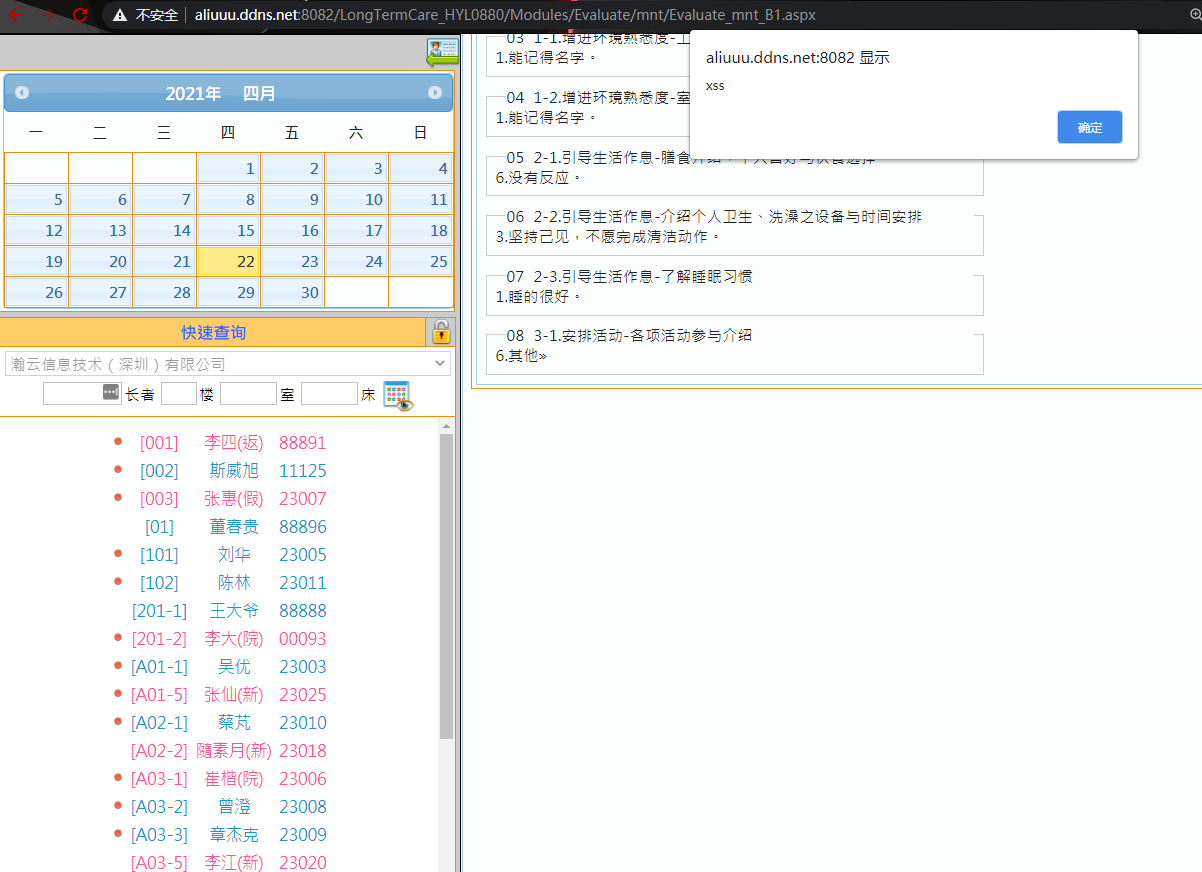 不安全 aliuuu.ddns.net:8082/LongTermCare_HYL0880/Modules/Evaluate/mnt/Evaluate_mnt_B1.aspx
2021年 四月
一 二 三 四 五 六 日
1 2 3 4
5 6 7 8 9 10 11
12 13 14 15 16 17 18
19 20 21 22 23 24 25
26 27 28 29 30
快速查询
瀚云信息技术（深圳）有限公司
长者 楼 室 床
[001] 李四(返) 88891
[002] 斯威旭 11125
[003] 张惠(假) 23007
[01] 董春贵 88896
[101] 刘华 23005
[102] 陈林 23011
[201-1] 王大爷 88888
[201-2] 李大(院) 00093
[A01-1] 吴优 23003
[A01-5] 张仙(新) 23025
[A02-1] 蔡芃 23010
[A02-2] 隨素月(新) 23018
[A03-1] 崔楷(院) 23006
[A03-2] 曾澄 23008
[A03-3] 章杰克 23009
[A03-5] 李江(新) 23020
03 1-1.增进环境熟悉度-工
1.能记得名字。
04 1-2.增进环境熟悉度-室
1.能记得名字。
05 2-1.引导生活作息-膳食介绍，个人喜好与饮食选择
6.没有反应。
06 2-2.引导生活作息-介绍个人卫生、洗澡之设备与时间安排
3.坚持己见，不愿完成清洁动作。
07 2-3.引导生活作息-了解睡眠习惯
1.睡的很好。
08 3-1.安排活动-各项活动参与介绍
6.其他»
aliuuu.ddns.net:8082 显示
xss
确定